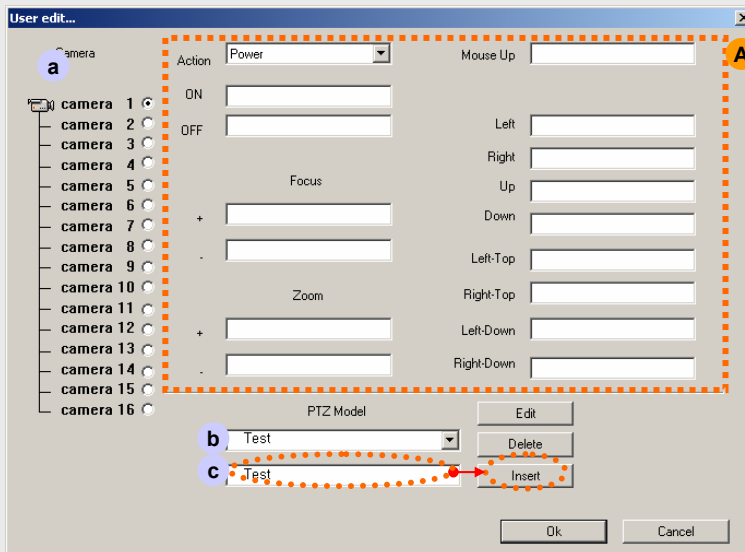 User edit...
Camera
a
camera 1
camera 2
camera 3
camera 4
camera 5
camera 6
camera 7
camera 8
camera 9
camera 10
camera 11
camera 12
camera 13
camera 14
camera 15
camera 16
A
Action
Power
ON
OFF
Focus
+
-
Zoom
+
-
Mouse Up
Left
Right
Up
Down
Left-Top
Right-Top
Left-Down
Right-Down
PTZ Model
b
Test
c
Test
Edit
Delete
Insert
Ok
Cancel